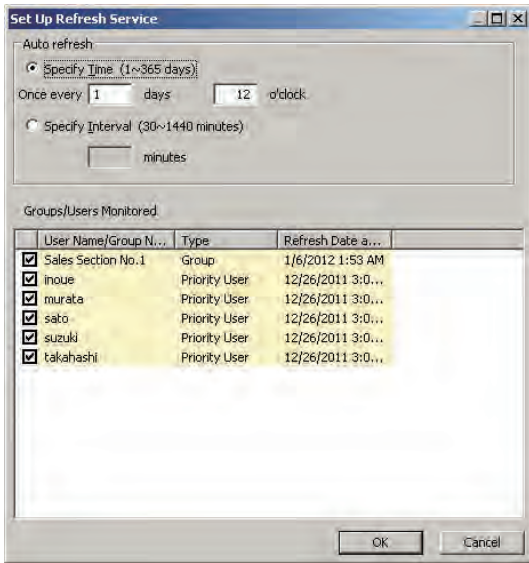 Set Up Refresh Service
Auto refresh
Specify Time (1~365 days)
Once every 1 days 12 o'clock
Specify Interval (30~1440 minutes)
minutes
Groups/Users Monitored
User Name/Group N... Type Refresh Date a...
Sales Section No.1 Group 1/6/2012 1:53 AM
inoue Priority User 12/26/2011 3:0...
murata Priority User 12/26/2011 3:0...
sato Priority User 12/26/2011 3:0...
suzuki Priority User 12/26/2011 3:0...
takahashi Priority User 12/26/2011 3:0...
OK Cancel